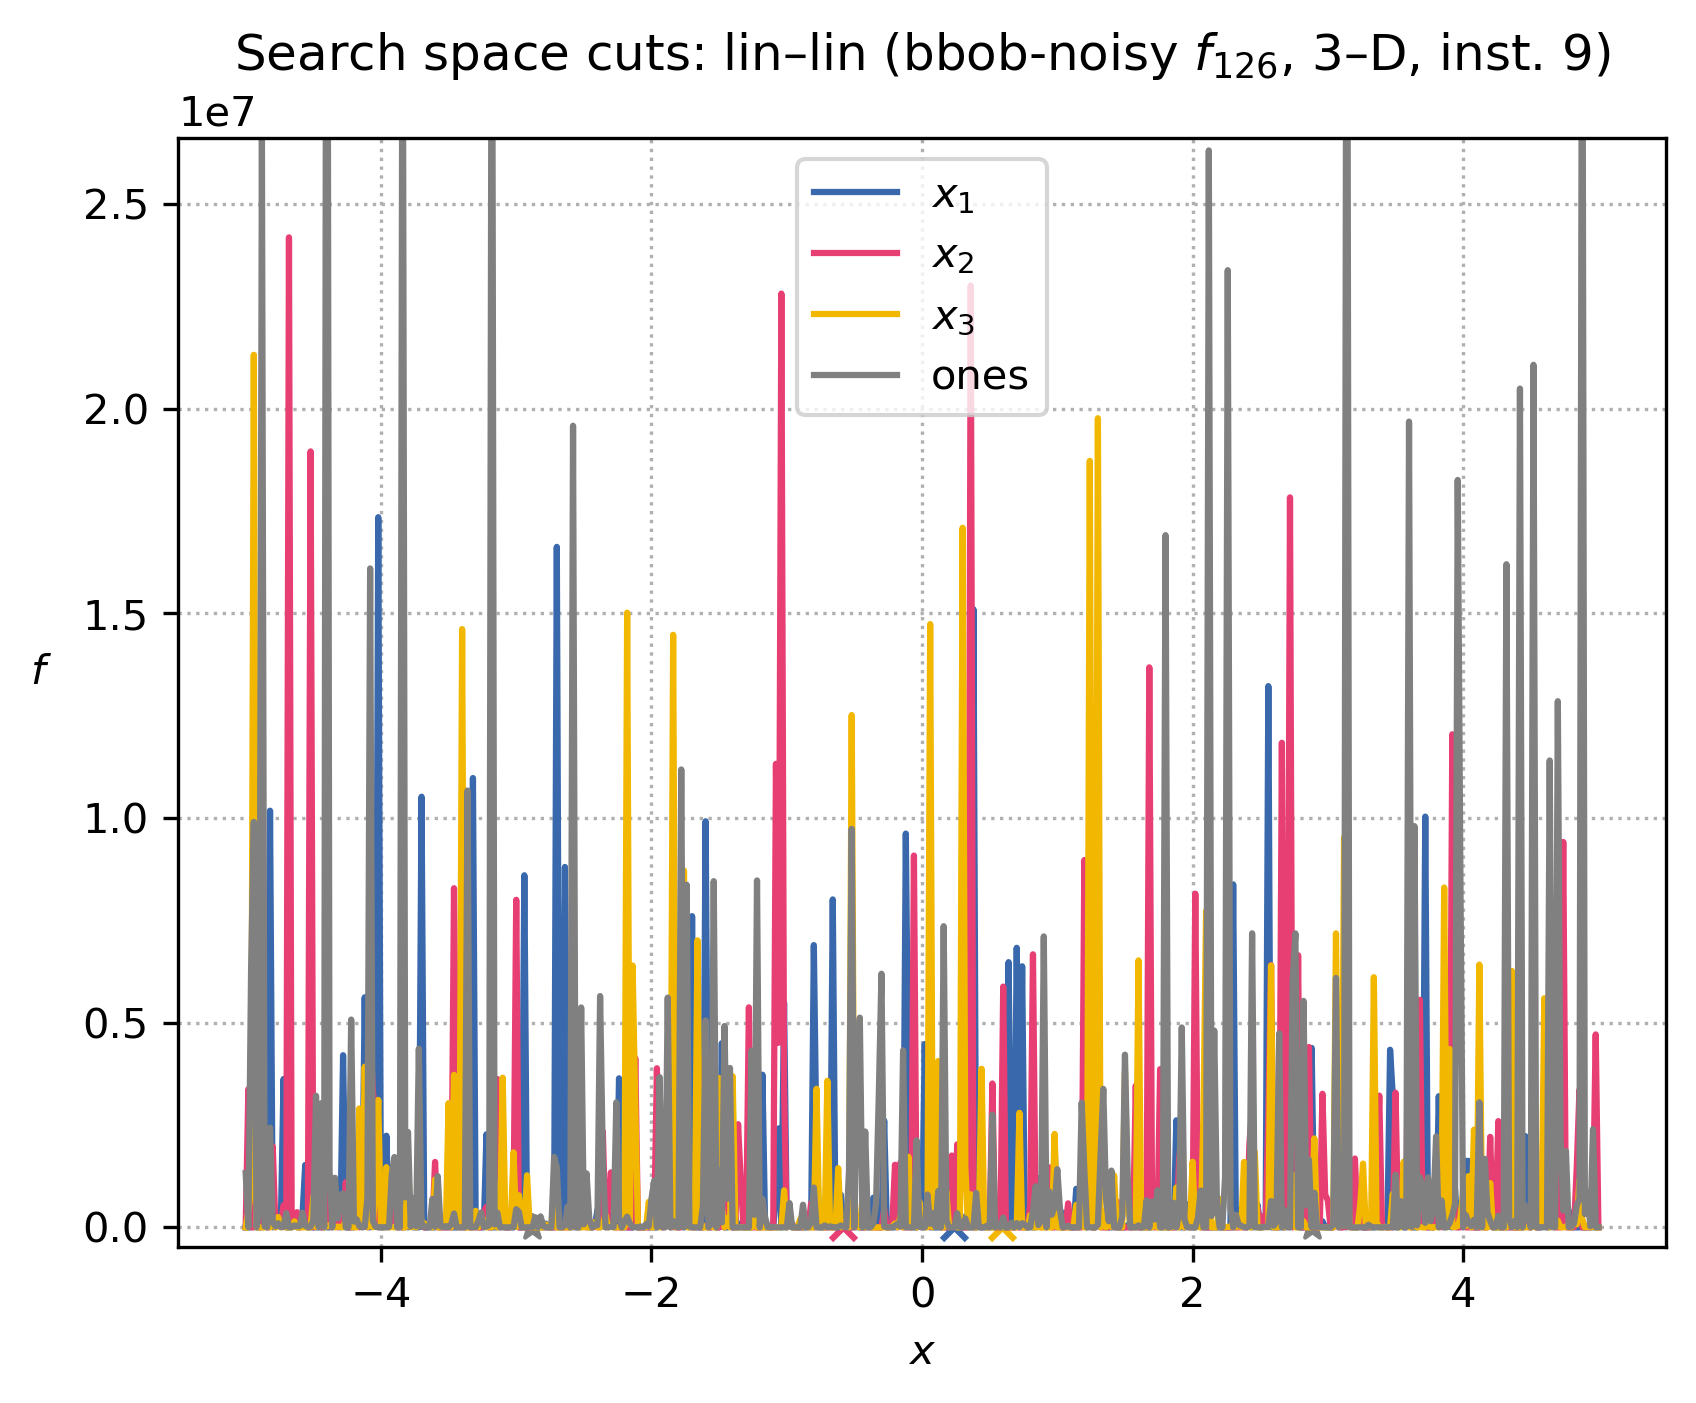 Search space cuts: lin–lin (bbob-noisy f₁₂₆, 3–D, inst. 9)
1e7
x₁
x₂
x₃
ones
2.5
2.0
1.5
1.0
0.5
0.0
f
−4
−2
0
2
4
x